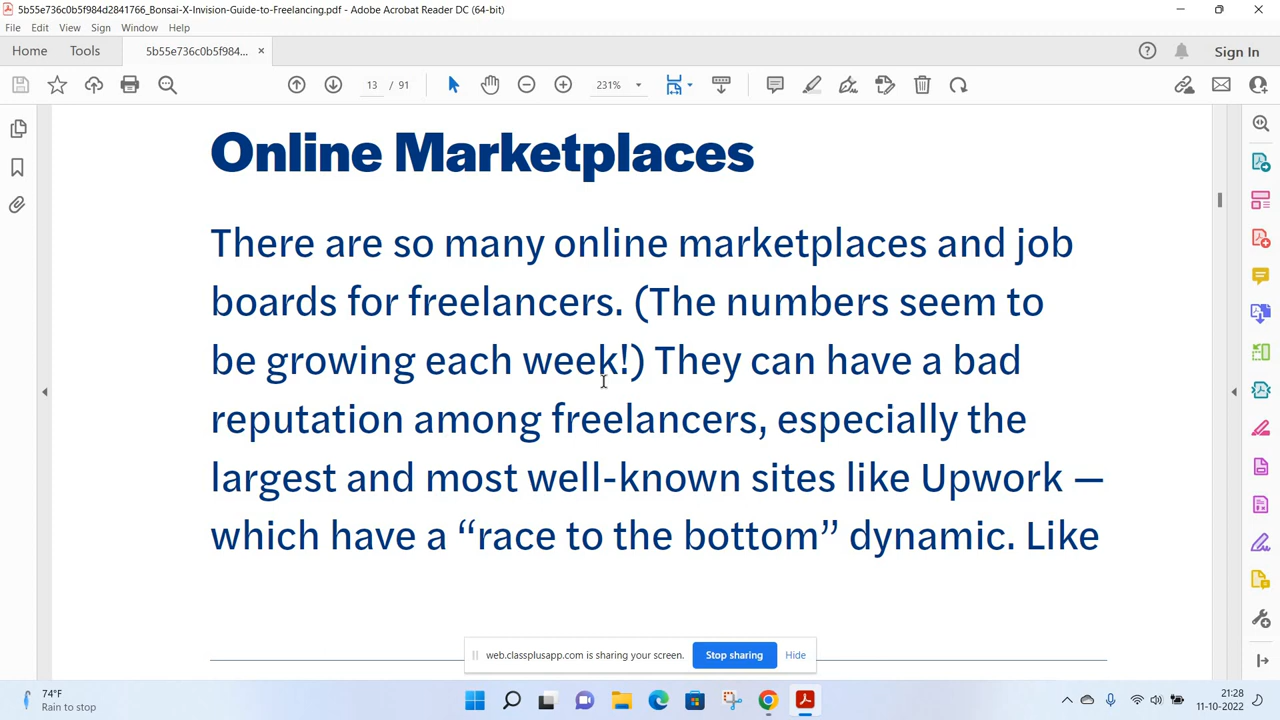 5b55e736c0b5f984d2841766_Bonsai-X-Invision-Guide-to-Freelancing.pdf - Adobe Acrobat Reader DC (64-bit)
File Edit View Sign Window Help
Home Tools 5b55e736c0b5f984... ×
Sign In
13 / 91 231%
Online Marketplaces
There are so many online marketplaces and job
boards for freelancers. (The numbers seem to
be growing each week!) They can have a bad
reputation among freelancers, especially the
largest and most well-known sites like Upwork —
which have a “race to the bottom” dynamic. Like
web.classplusapp.com is sharing your screen. Stop sharing Hide
74°F
Rain to stop
21:28
11-10-2022